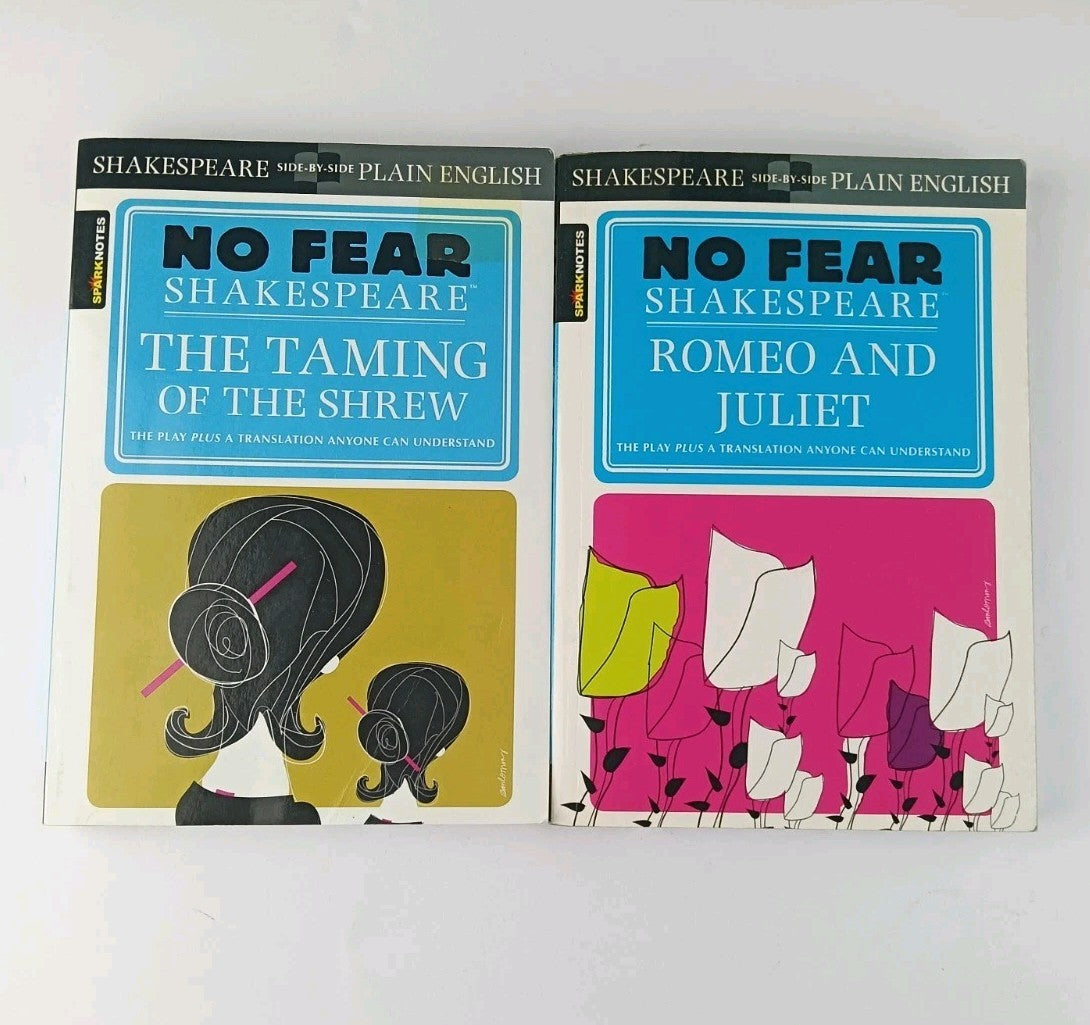 SHAKESPEARE SIDE-BY-SIDE PLAIN ENGLISH
SPARKNOTES
NO FEAR
SHAKESPEARE™
THE TAMING
OF THE SHREW
THE PLAY PLUS A TRANSLATION ANYONE CAN UNDERSTAND
SHAKESPEARE SIDE-BY-SIDE PLAIN ENGLISH
SPARKNOTES
NO FEAR
SHAKESPEARE™
ROMEO AND
JULIET
THE PLAY PLUS A TRANSLATION ANYONE CAN UNDERSTAND